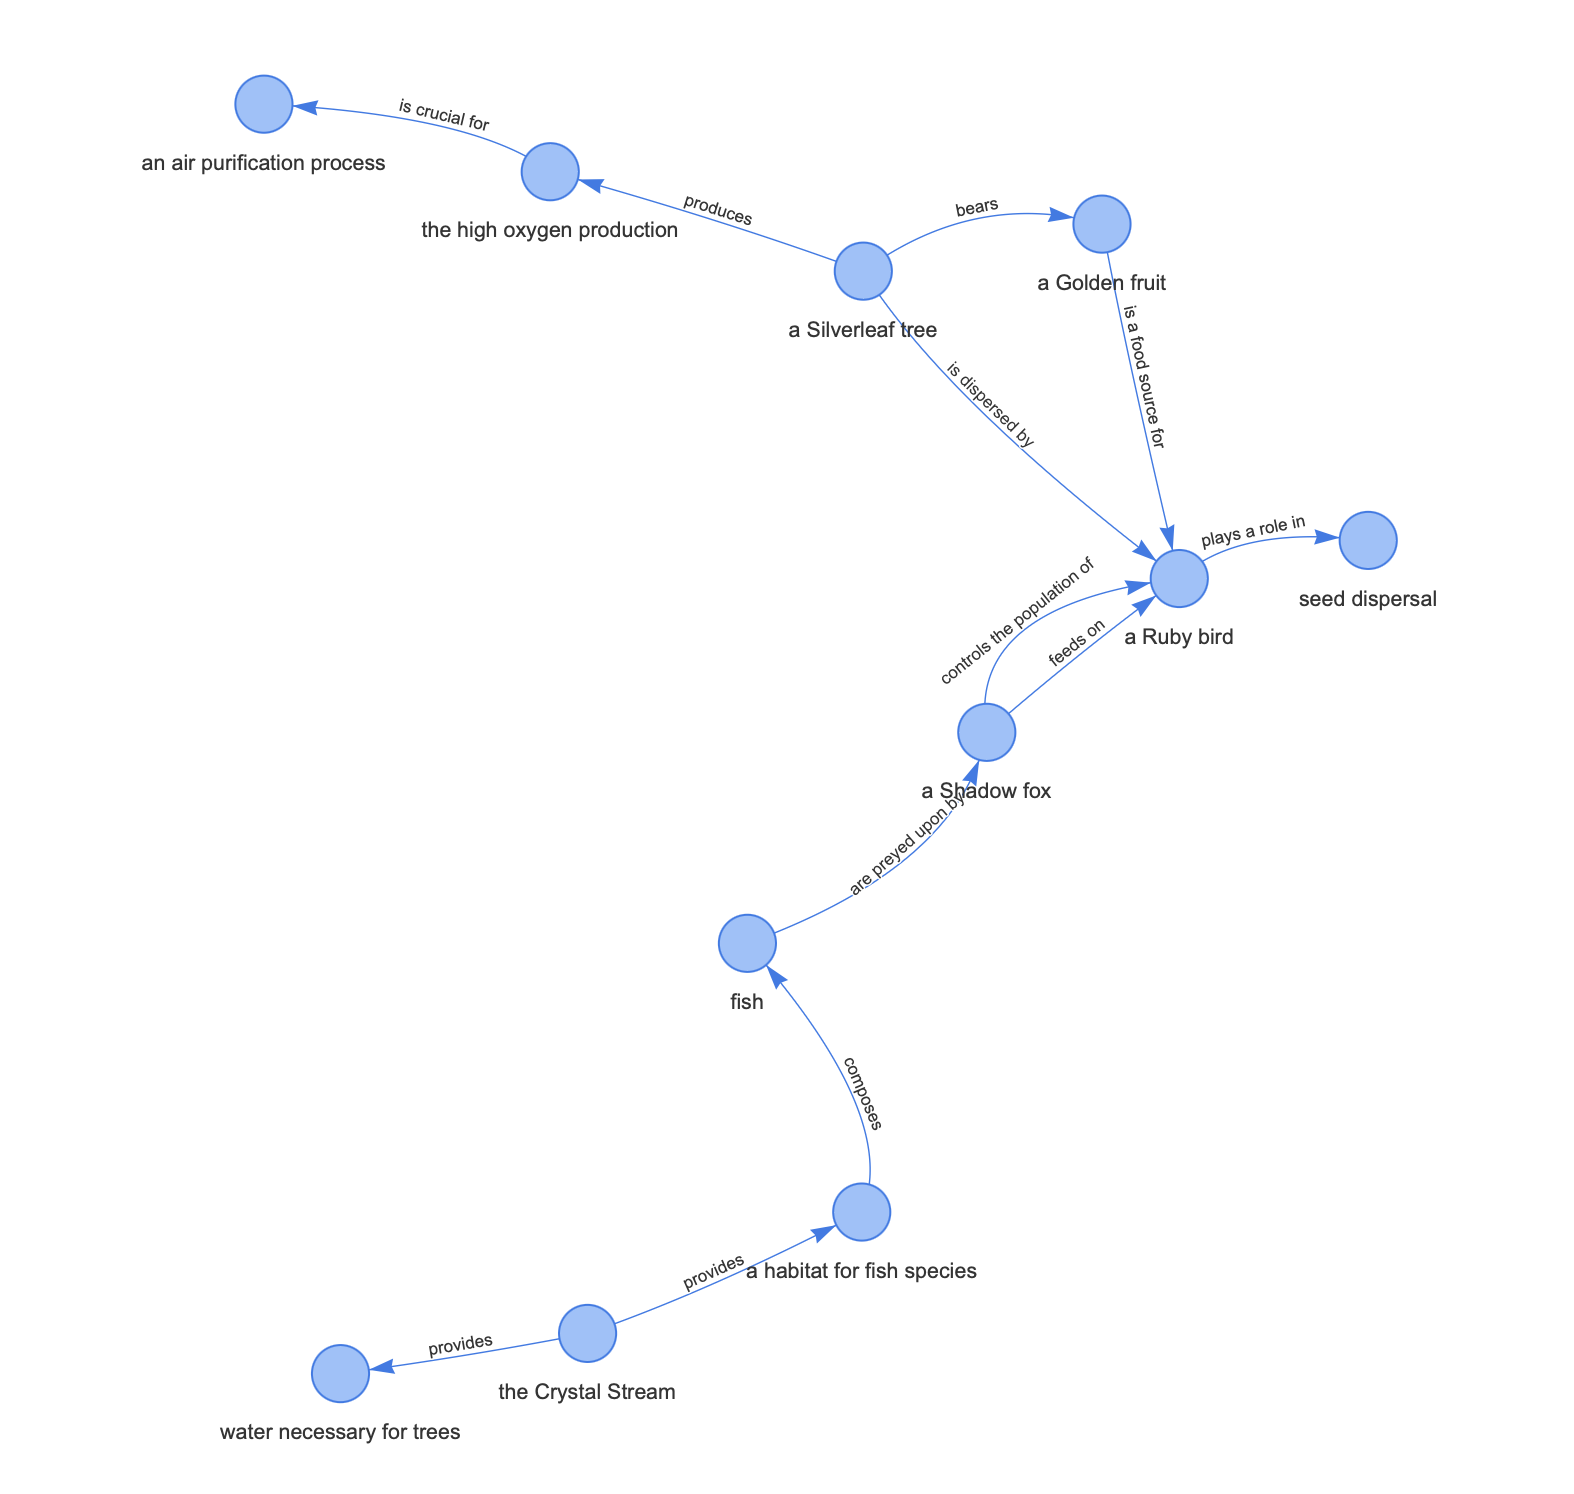 is crucial for
an air purification process
produces
bears
the high oxygen production
a Golden fruit
a Silverleaf tree
is a food source for
is dispersed by
plays a role in
controls the population of
seed dispersal
a Ruby bird
feeds on
a Shadow fox
are preyed upon by
fish
composes
provides
a habitat for fish species
provides
the Crystal Stream
water necessary for trees